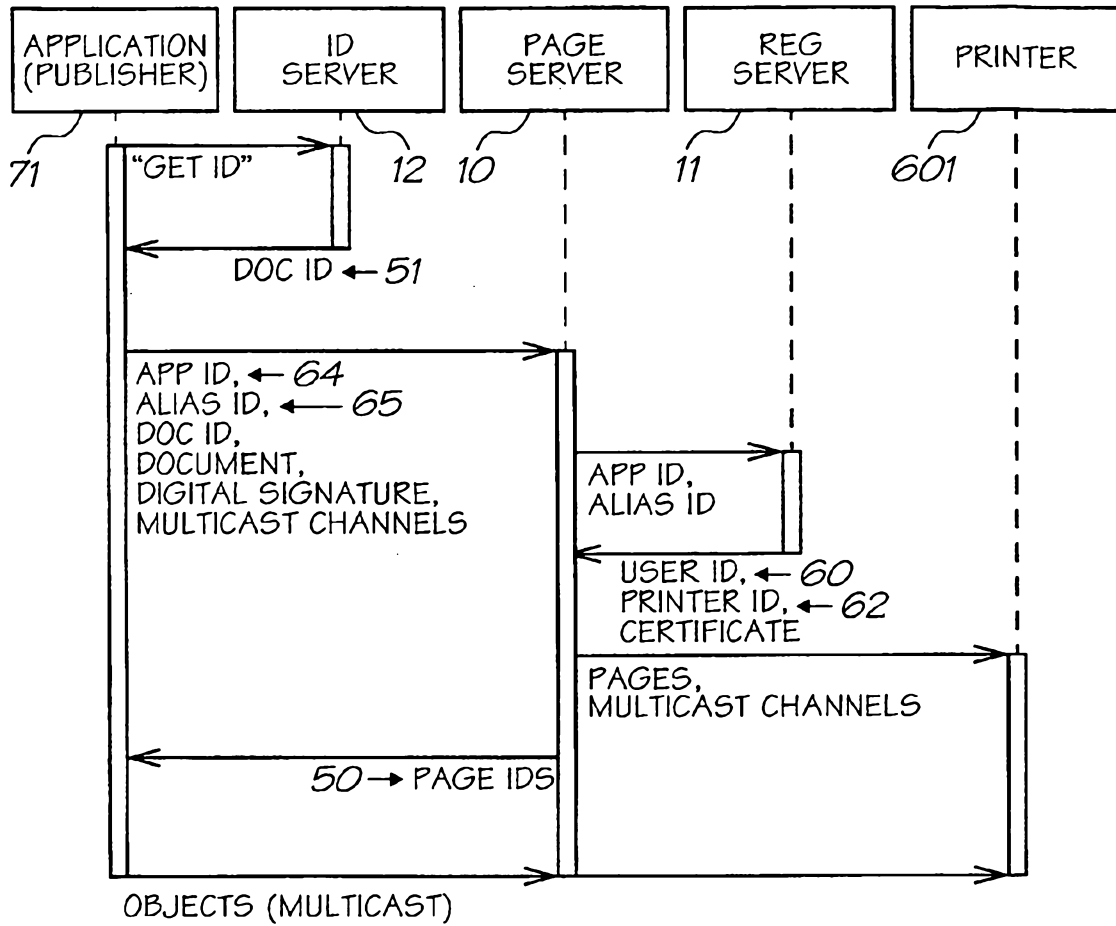 APPLICATION
(PUBLISHER)
ID
SERVER
PAGE
SERVER
REG
SERVER
PRINTER
71
12
10
11
601
"GET ID"
DOC ID ← 51
APP ID, ← 64
ALIAS ID, ← 65
DOC ID,
DOCUMENT,
DIGITAL SIGNATURE,
MULTICAST CHANNELS
APP ID,
ALIAS ID
USER ID, ← 60
PRINTER ID, ← 62
CERTIFICATE
PAGES,
MULTICAST CHANNELS
50 → PAGE IDS
OBJECTS (MULTICAST)